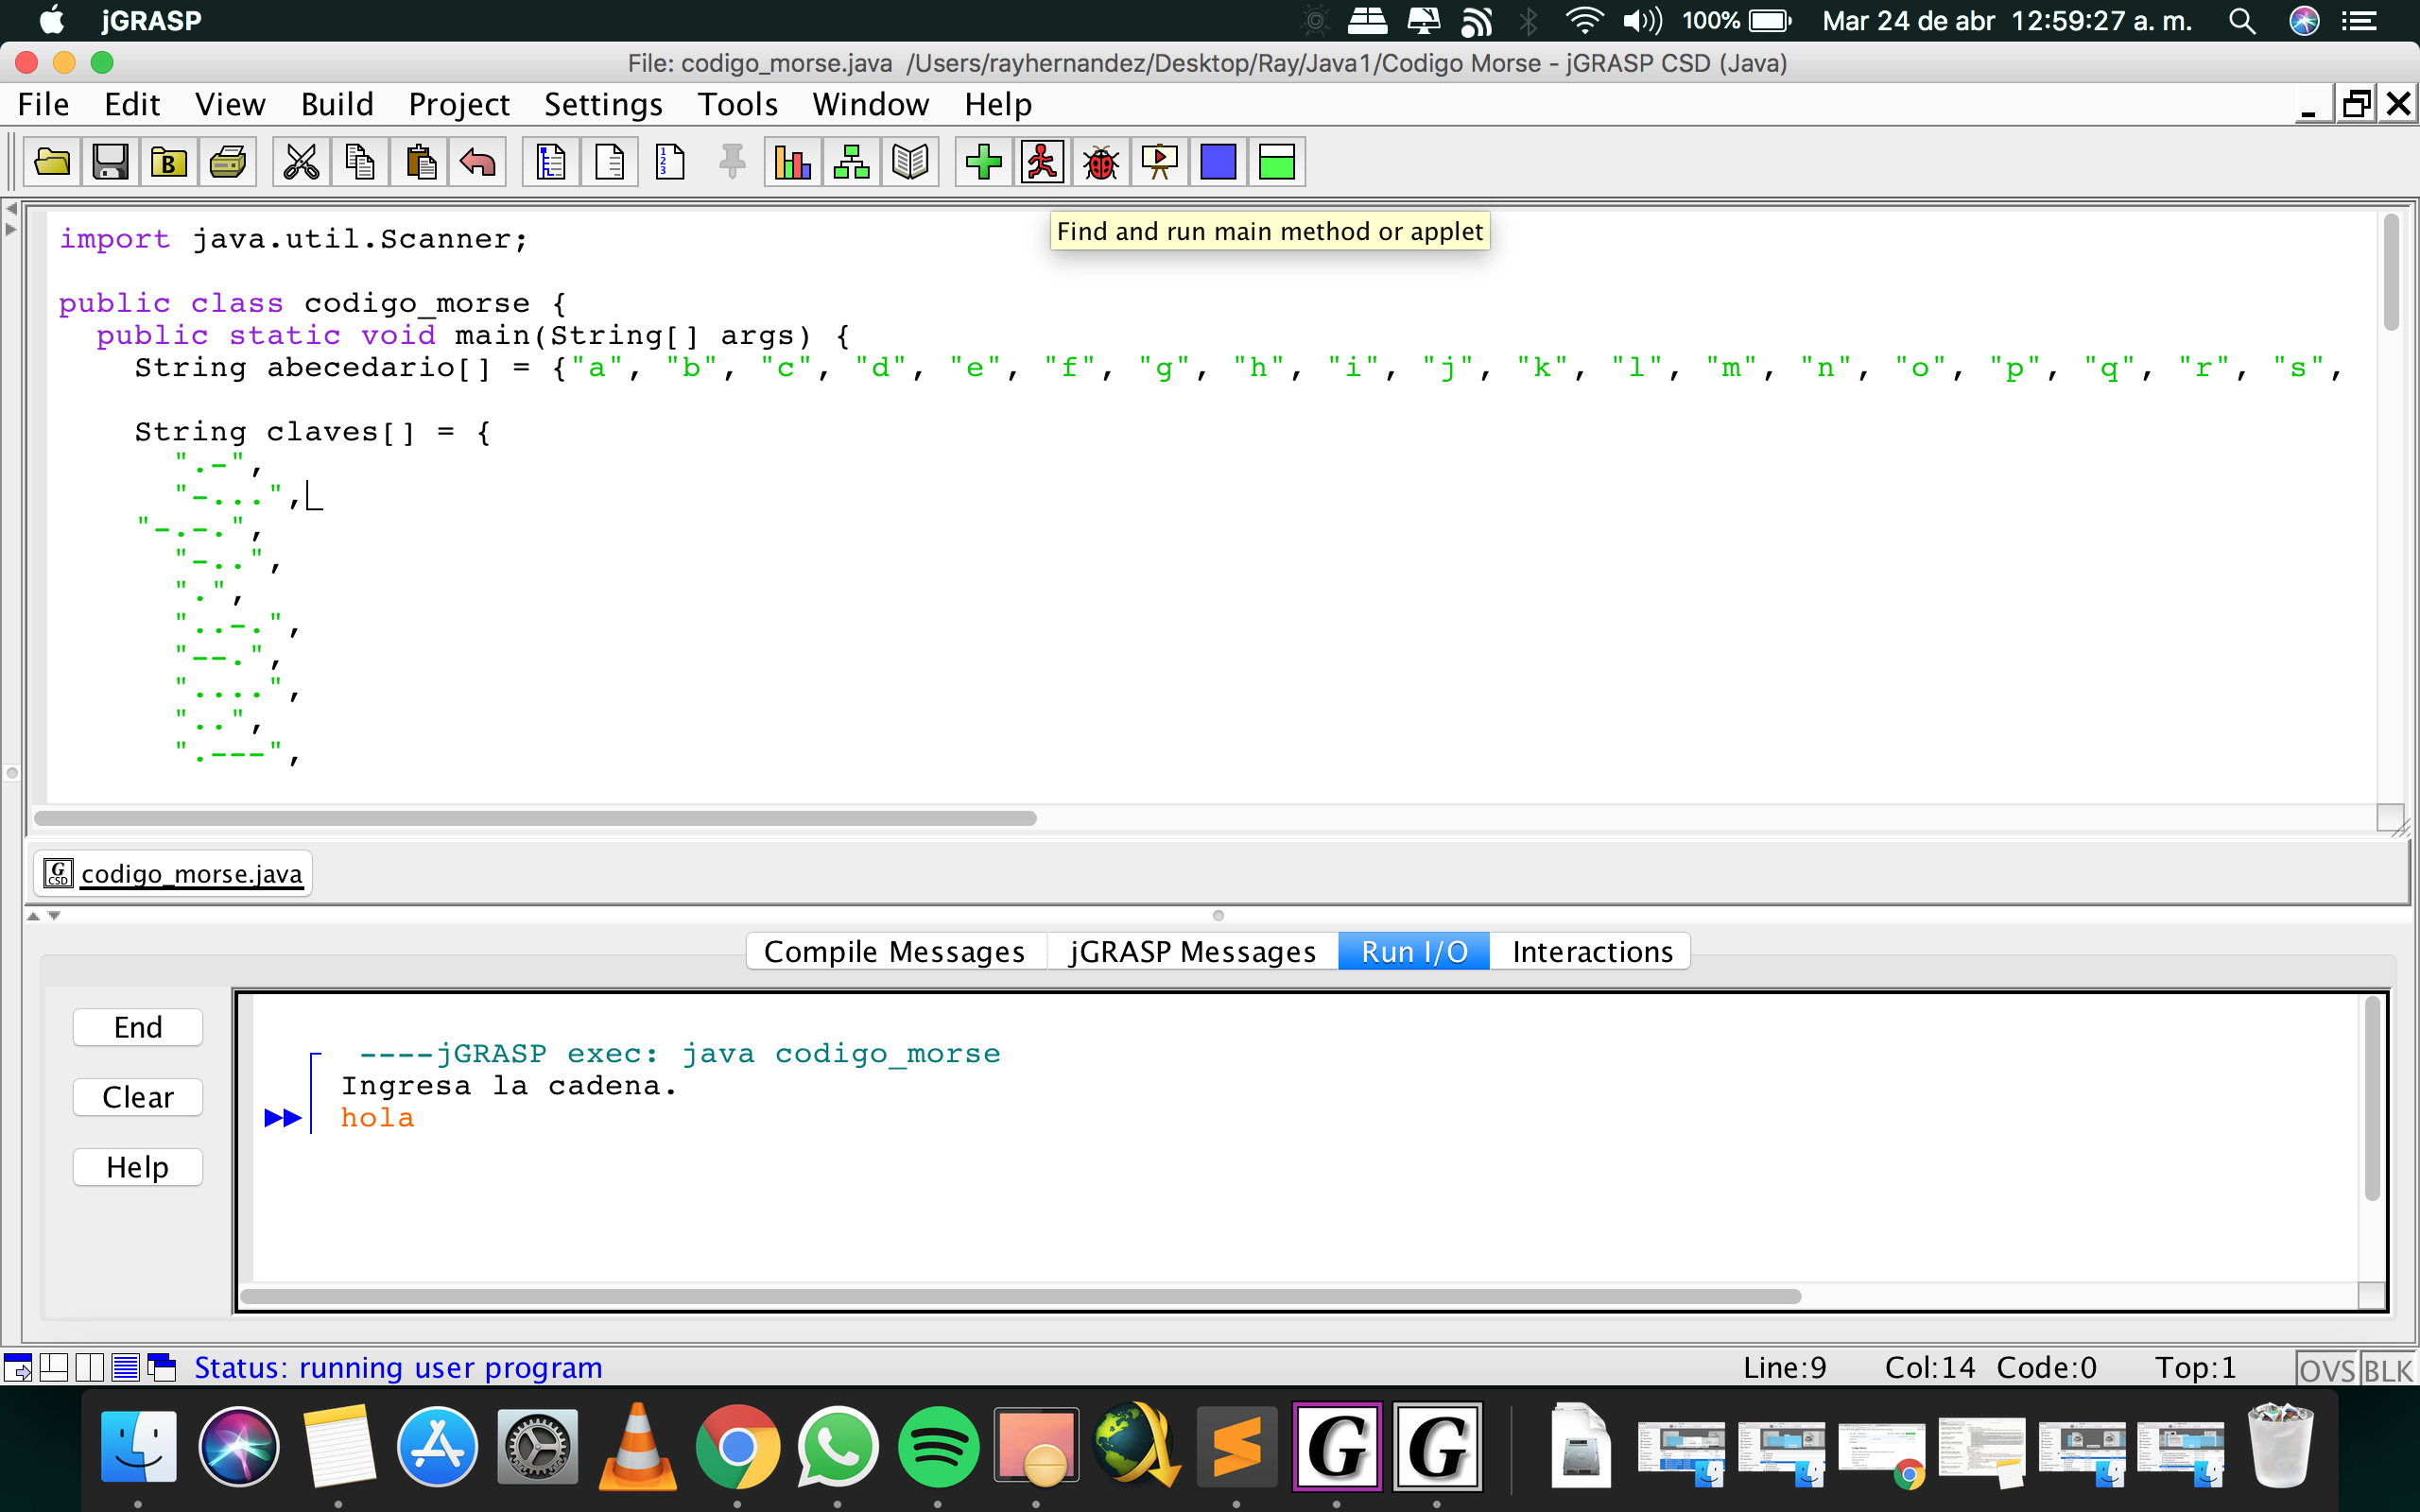 jGRASP 100% Mar 24 de abr 12:59:27 a. m.
File: codigo_morse.java /Users/rayhernandez/Desktop/Ray/Java1/Codigo Morse - jGRASP CSD (Java)
File Edit View Build Project Settings Tools Window Help
B 1 2 3
Find and run main method or applet
import java.util.Scanner;
public class codigo_morse {
public static void main(String[] args) {
String abecedario[] = {"a", "b", "c", "d", "e", "f", "g", "h", "i", "j", "k", "l", "m", "n", "o", "p", "q", "r", "s",
String claves[] = {
".-",
"-...",
"-.-.",
"-..",
".",
"..-.",
"--.",
"....",
"..",
".---",
G CSD codigo_morse.java
Compile Messages jGRASP Messages Run I/O Interactions
End
Clear
Help
----jGRASP exec: java codigo_morse
Ingresa la cadena.
hola
Status: running user program Line:9 Col:14 Code:0 Top:1 OVS BLK
G G